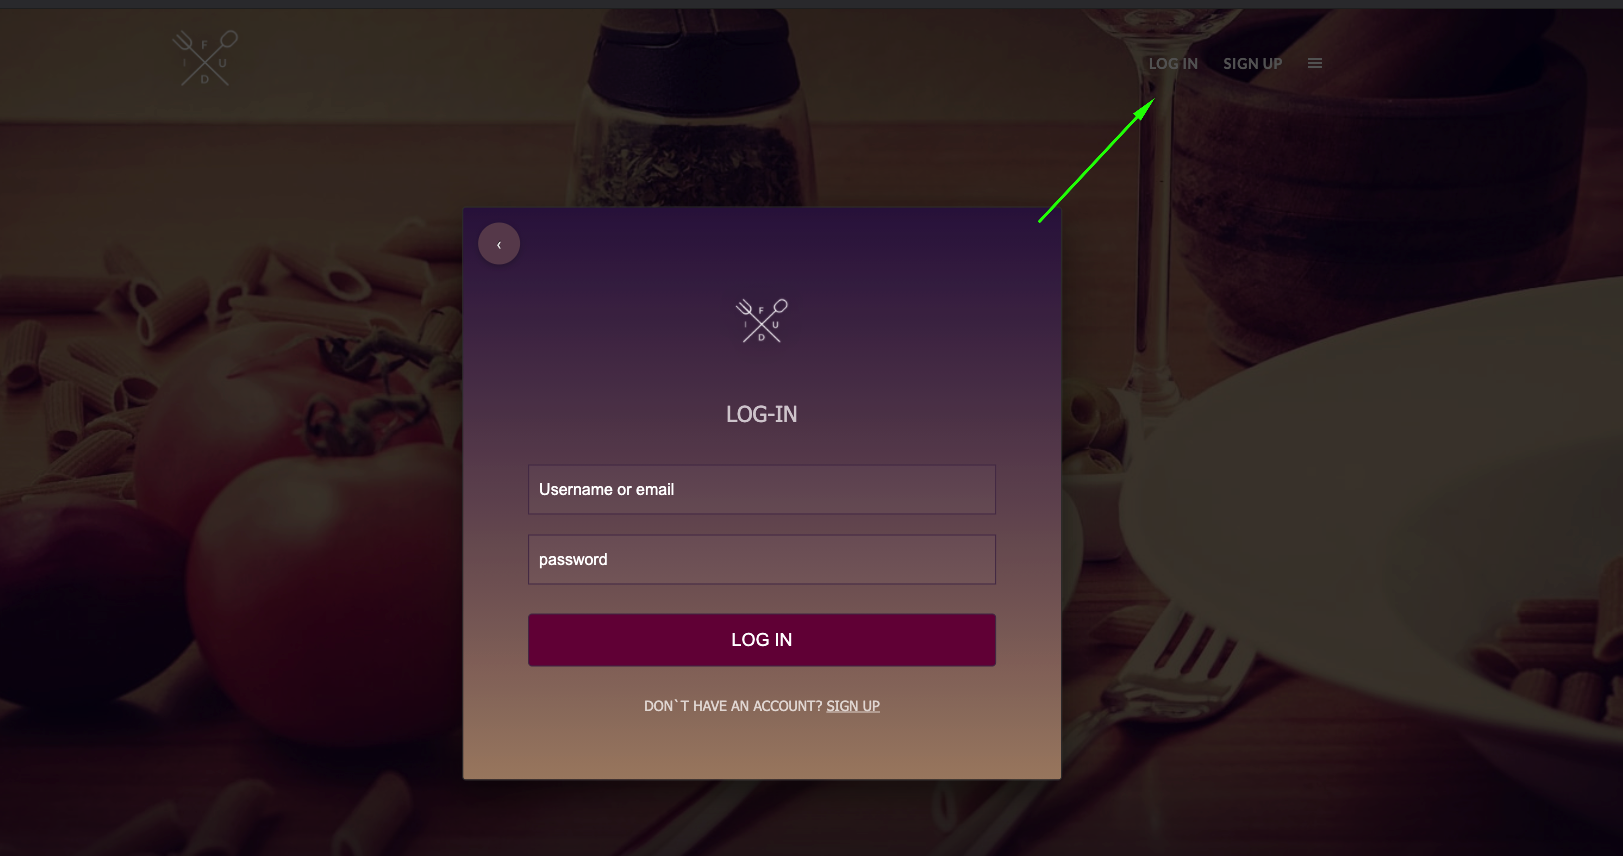 F
I
D
LOG IN
SIGN UP
‹
F
I U
D
LOG-IN
Username or email
password
LOG IN
DON`T HAVE AN ACCOUNT? SIGN UP